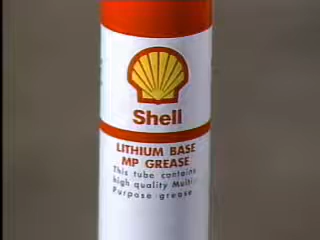 Shell
LITHIUM BASE
MP GREASE
This tube contains
high quality Multi-
Purpose grease